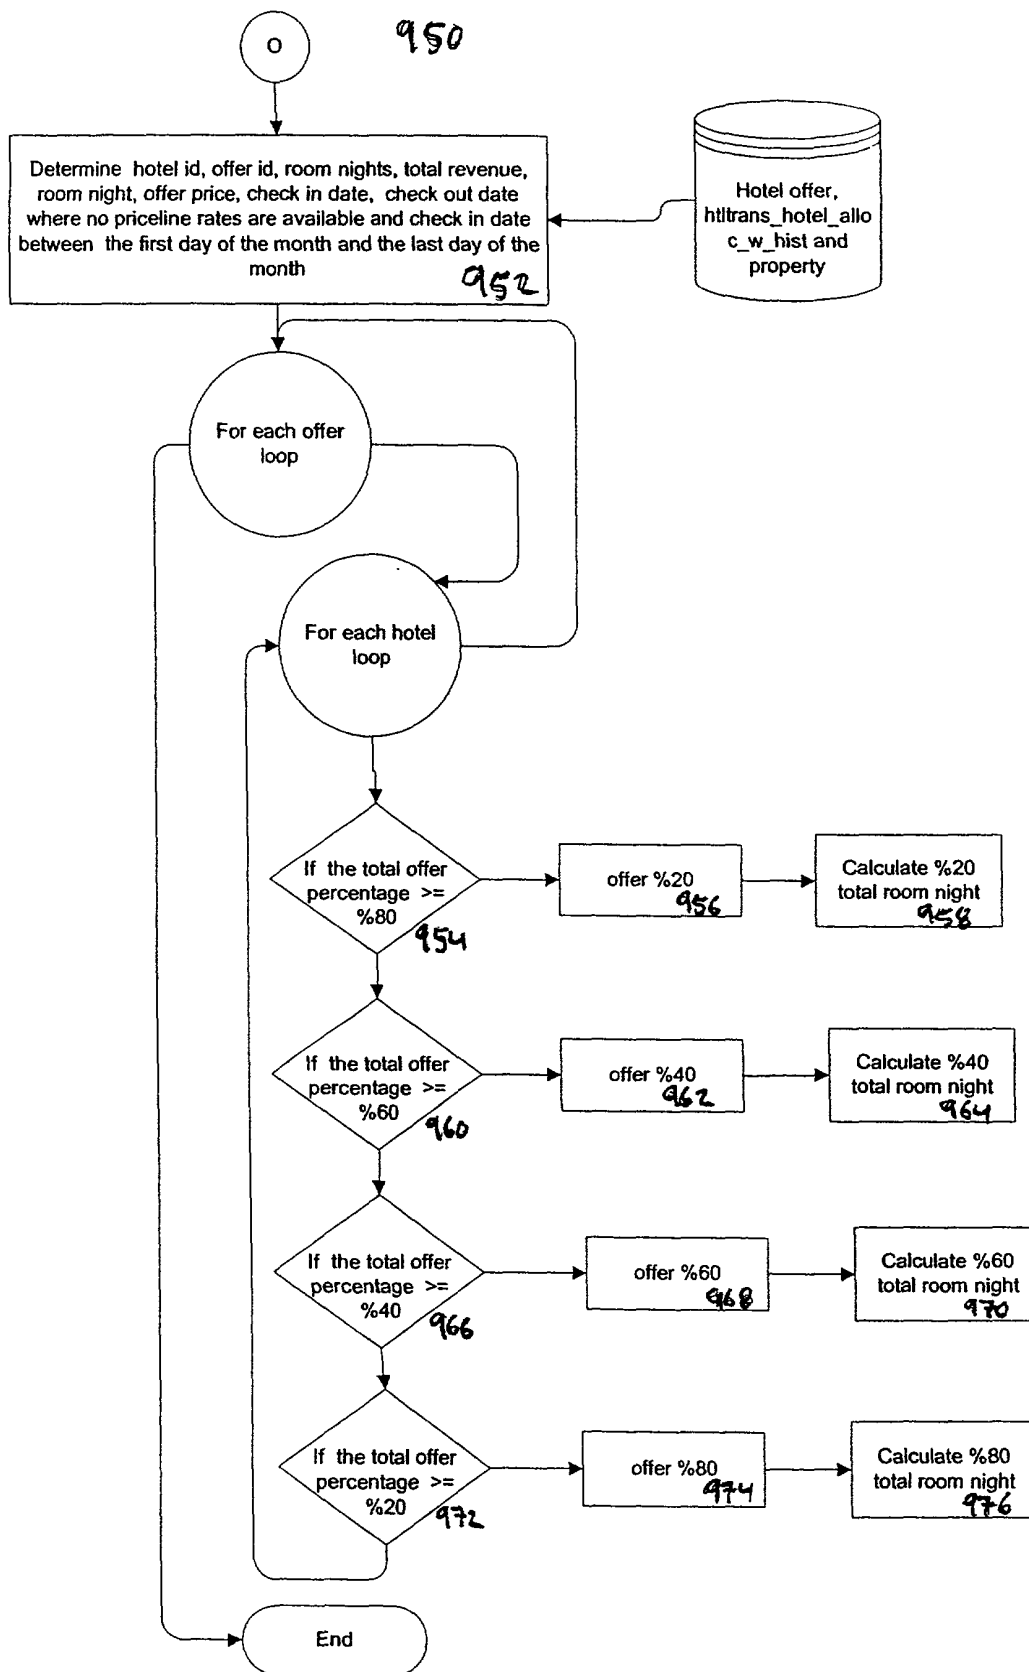 O
950
Determine hotel id, offer id, room nights, total revenue,
room night, offer price, check in date, check out date
where no priceline rates are available and check in date
between the first day of the month and the last day of the
month
952
Hotel offer,
htltrans_hotel_allo
c_w_hist and
property
For each offer
loop
For each hotel
loop
If the total offer
percentage >=
%80
954
offer %20
956
Calculate %20
total room night
958
If the total offer
percentage >=
%60
960
offer %40
962
Calculate %40
total room night
964
If the total offer
percentage >=
%40
966
offer %60
968
Calculate %60
total room night
970
If the total offer
percentage >=
%20
972
offer %80
974
Calculate %80
total room night
976
End